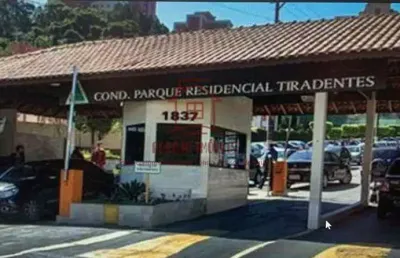 COND. PARQUE RESIDENCIAL TIRADENTES
1837